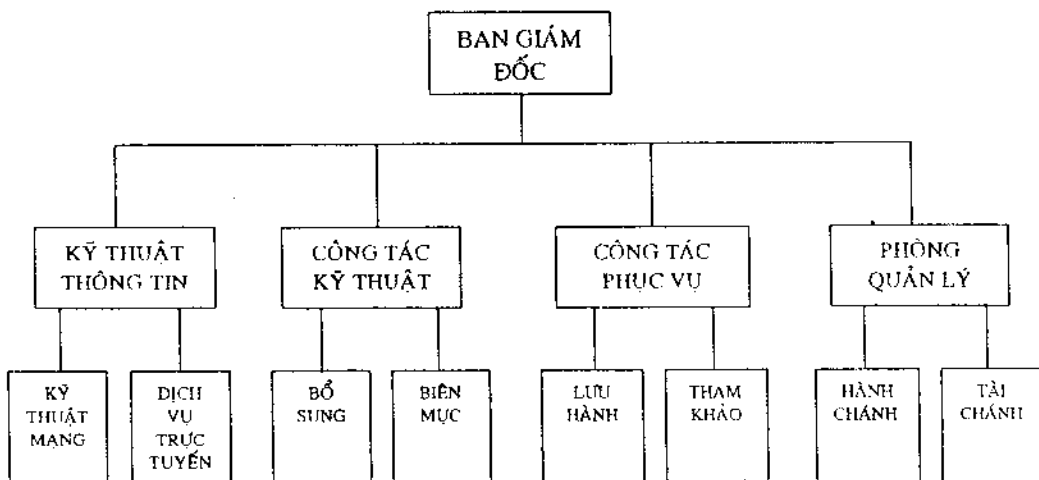 BAN GIÁM
ĐỐC
KỸ THUẬT
THÔNG TIN
CÔNG TÁC
KỸ THUẬT
CÔNG TÁC
PHỤC VỤ
PHÒNG
QUẢN LÝ
KỸ
THUẬT
MẠNG
DỊCH
VỤ
TRỰC
TUYẾN
BỔ
SUNG
BIÊN
MỤC
LƯU
HÀNH
THAM
KHẢO
HÀNH
CHÁNH
TÀI
CHÁNH